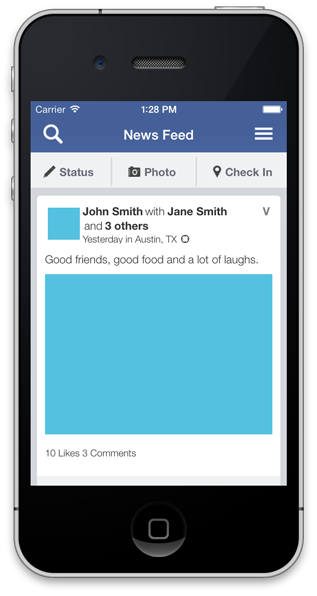 Carrier 1:28 PM
News Feed
Status Photo Check In
John Smith with Jane Smith
and 3 others
Yesterday in Austin, TX
Good friends, good food and a lot of laughs.
10 Likes 3 Comments